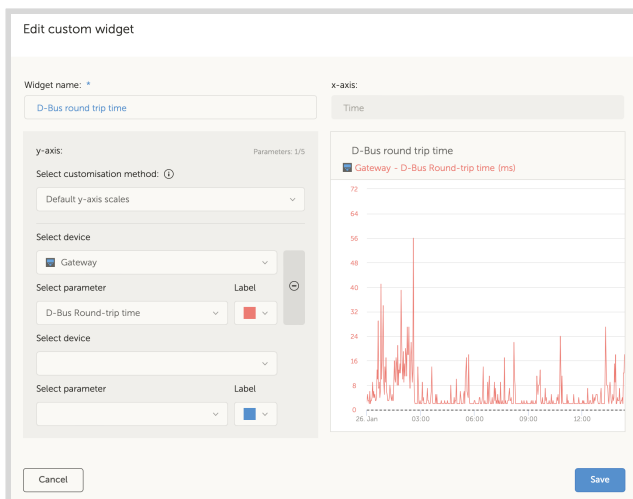 Edit custom widget
Widget name: *
D-Bus round trip time
x-axis:
Time
y-axis:
Parameters: 1/5
Select customisation method:
Default y-axis scales
Select device
Gateway
Select parameter
Label
D-Bus Round-trip time
Select device
Select parameter
Label
D-Bus round trip time
Gateway - D-Bus Round-trip time (ms)
72
64
56
48
40
32
24
16
8
0
26. Jan
03:00
06:00
09:00
12:00
Cancel
Save